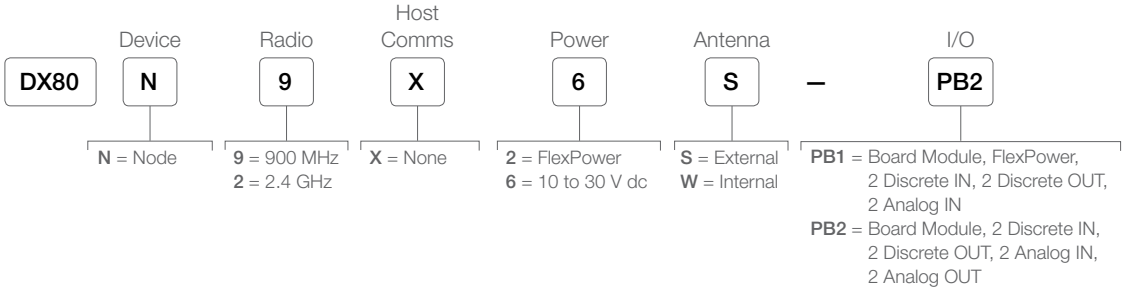 Device
Radio
Host
Comms
Power
Antenna
I/O
DX80
N
9
X
6
S
–
PB2
N = Node
9 = 900 MHz
2 = 2.4 GHz
X = None
2 = FlexPower
6 = 10 to 30 V dc
S = External
W = Internal
PB1 = Board Module, FlexPower,
2 Discrete IN, 2 Discrete OUT,
2 Analog IN
PB2 = Board Module, 2 Discrete IN,
2 Discrete OUT, 2 Analog IN,
2 Analog OUT